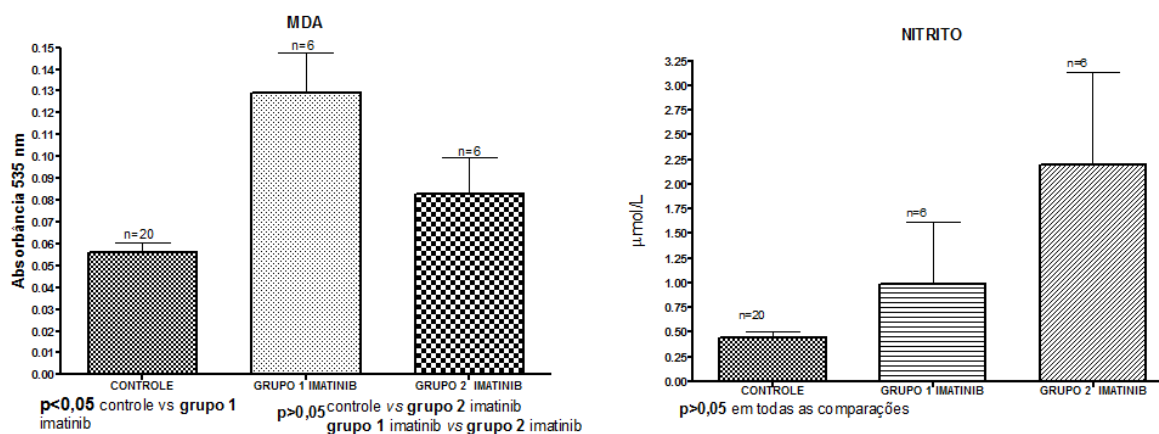 MDA
Absorbância 535 nm
0.15
0.14
0.13
0.12
0.11
0.10
0.09
0.08
0.07
0.06
0.05
0.04
0.03
0.02
0.01
0.00
n=20
n=6
n=6
CONTROLE
GRUPO 1 IMATINIB
GRUPO 2 IMATINIB
p<0,05 controle vs grupo 1
imatinib
p>0,05 controle vs grupo 2 imatinib
grupo 1 imatinib vs grupo 2 imatinib
NITRITO
µmol/L
3.25
3.00
2.75
2.50
2.25
2.00
1.75
1.50
1.25
1.00
0.75
0.50
0.25
0.00
n=20
n=6
n=6
CONTROLE
GRUPO 1 IMATINIB
GRUPO 2 IMATINIB
p>0,05 em todas as comparações